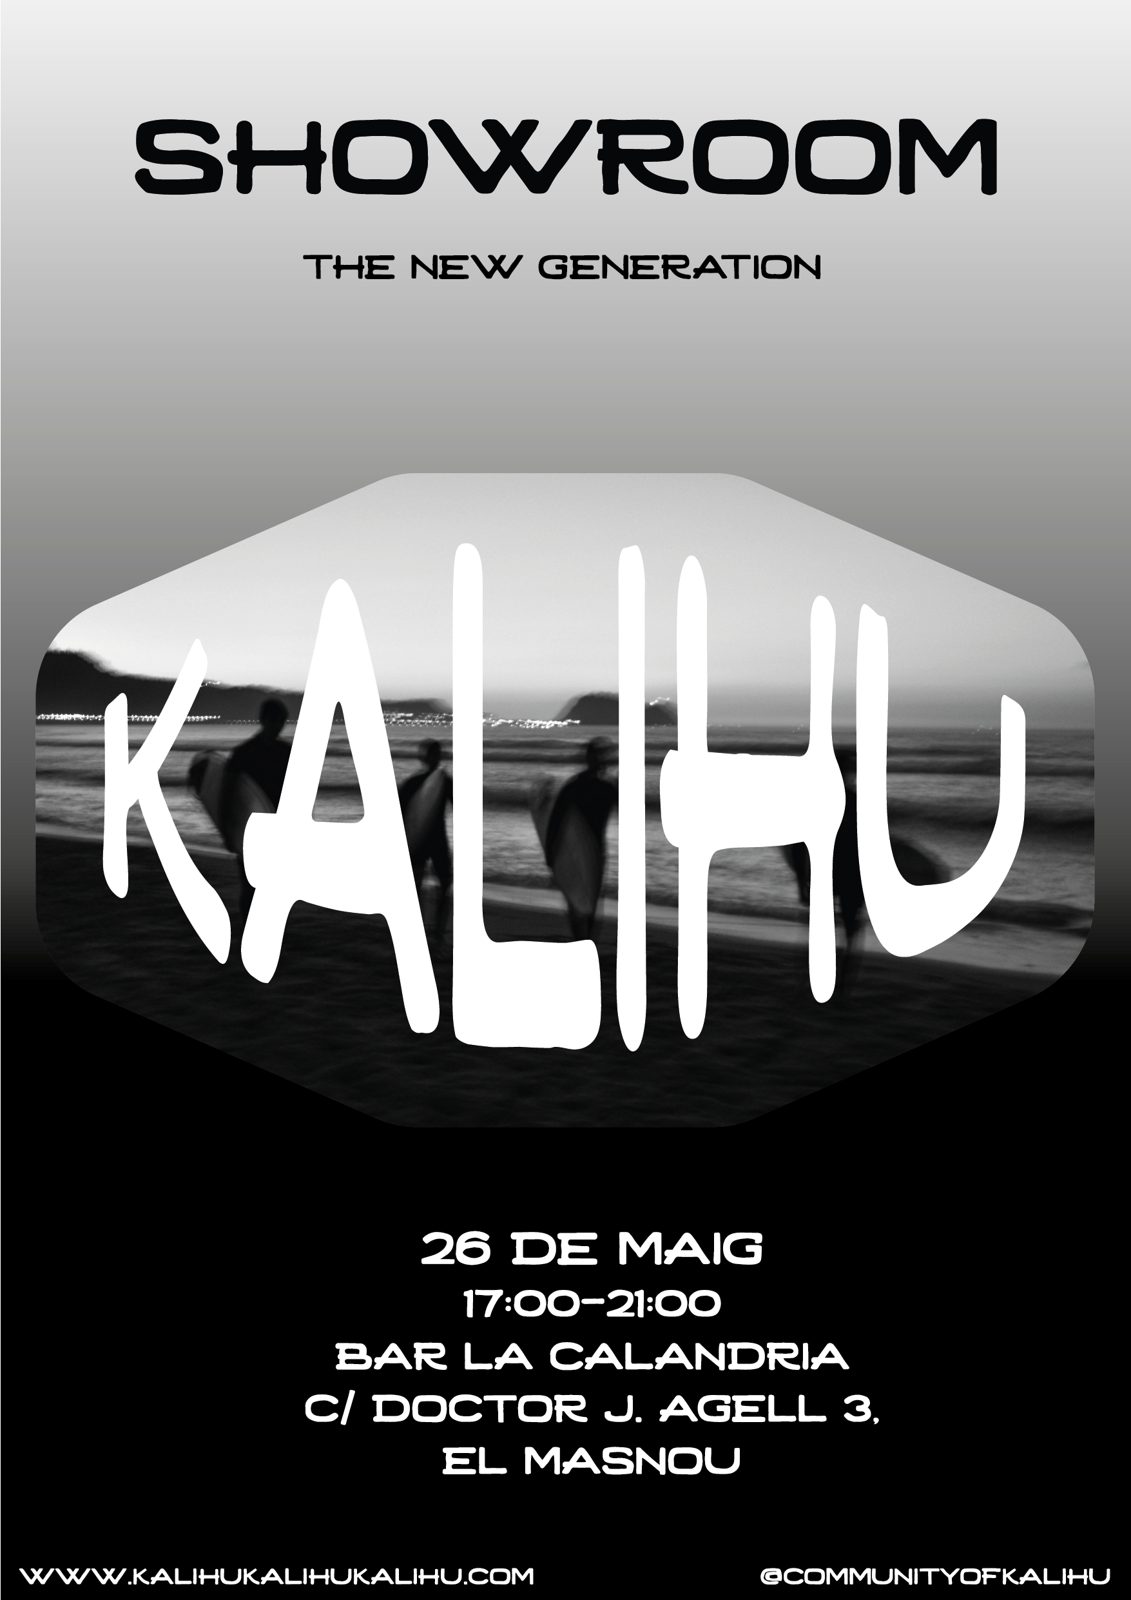 SHOWROOM
THE NEW GENERATION
KALIHU
26 DE MAIG
17:00-21:00
BAR LA CALANDRIA
C/ DOCTOR J. AGELL 3,
EL MASNOU
WWW.KALIHUKALIHUKALIHU.COM
@COMMUNITYOFKALIHU